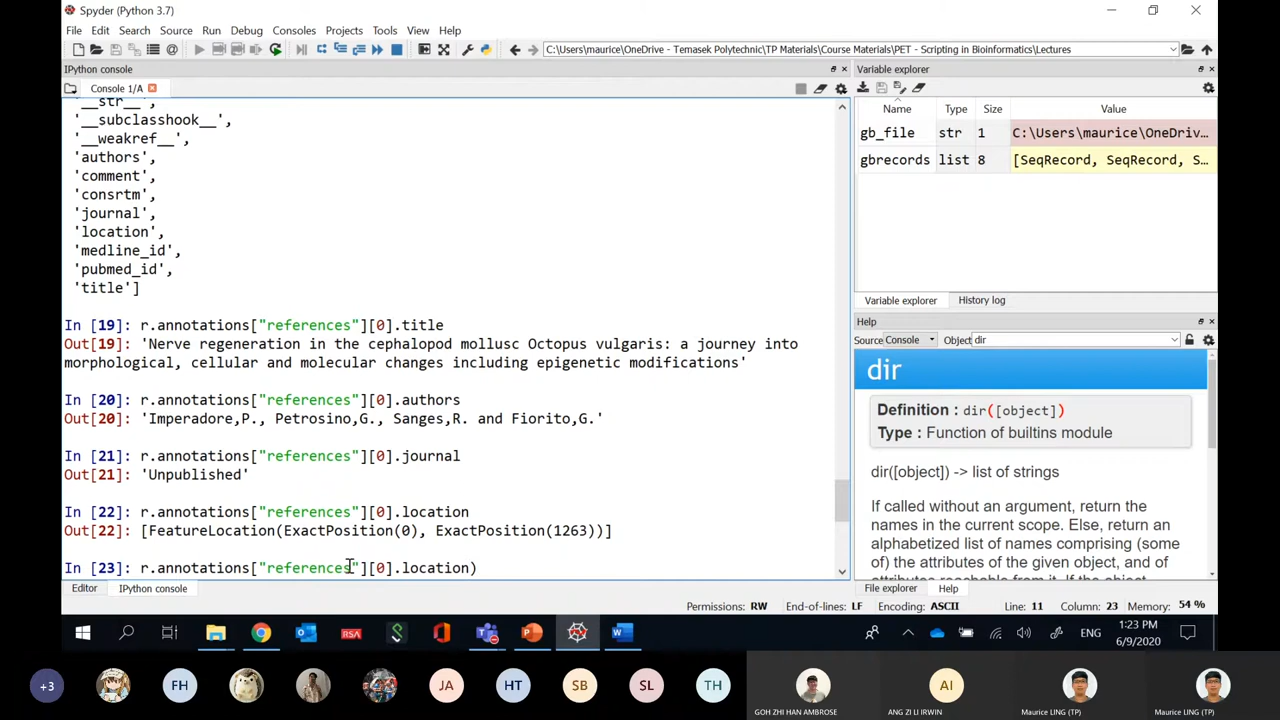 Spyder (Python 3.7)
File Edit Search Source Run Debug Consoles Projects Tools View Help
C:\Users\maurice\OneDrive - Temasek Polytechnic\TP Materials\Course Materials\PET - Scripting in Bioinformatics\Lectures
IPython console
Console 1/A
'__str__',
'__subclasshook__',
'__weakref__',
'authors',
'comment',
'consrtm',
'journal',
'location',
'medline_id',
'pubmed_id',
'title']
In [19]: r.annotations["references"][0].title
Out[19]: 'Nerve regeneration in the cephalopod mollusc Octopus vulgaris: a journey into
morphological, cellular and molecular changes including epigenetic modifications'
In [20]: r.annotations["references"][0].authors
Out[20]: 'Imperadore,P., Petrosino,G., Sanges,R. and Fiorito,G.'
In [21]: r.annotations["references"][0].journal
Out[21]: 'Unpublished'
In [22]: r.annotations["references"][0].location
Out[22]: [FeatureLocation(ExactPosition(0), ExactPosition(1263))]
In [23]: r.annotations["references"][0].location)
Editor IPython console
Variable explorer
Name Type Size Value
gb_file str 1 C:\Users\maurice\OneDriv...
gbrecords list 8 [SeqRecord, SeqRecord, S...
Variable explorer History log
Help
Source Console Object dir
dir
Definition : dir([object])
Type : Function of builtins module
dir([object]) -> list of strings
If called without an argument, return the
names in the current scope. Else, return an
alphabetized list of names comprising (some
of) the attributes of the given object, and of
attributes reachable from it. If the object
File explorer Help
Permissions: RW End-of-lines: LF Encoding: ASCII Line: 11 Column: 23 Memory: 54 %
RSA
ENG
1:23 PM
6/9/2020
+3 FH JA HT SB SL TH AI
GOH ZHI HAN AMBROSE ANG ZI LI IRWIN Maurice LING (TP) Maurice LING (TP)